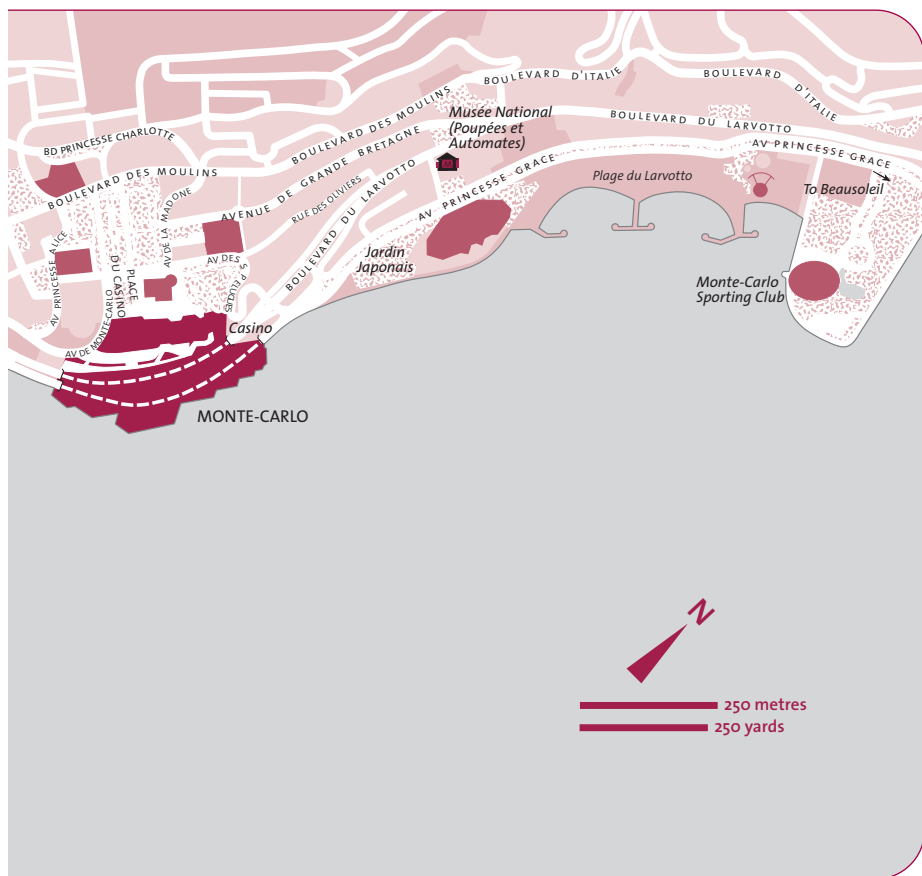 BOULEVARD D'ITALIE
BOULEVARD
D'ITALIE
BOULEVARD DES MOULINS
Musée National
(Poupées et
Automates)
BOULEVARD DU LARVOTTO
BD PRINCESSE CHARLOTTE
AV PRINCESSE GRACE
BOULEVARD DES MOULINS
AVENUE DE GRANDE BRETAGNE
Plage du Larvotto
To Beausoleil
AV DE LA MADONE
RUE DES OLIVIERS
BOULEVARD DU LARVOTTO
AV PRINCESSE GRACE
AV PRINCESSE ALICE
AV DES
S P ELUGUES
Jardin
Japonais
PLACE
DU CASINO
Monte-Carlo
Sporting Club
AV DE MONTE-CARLO
Casino
MONTE-CARLO
N
250 metres
250 yards